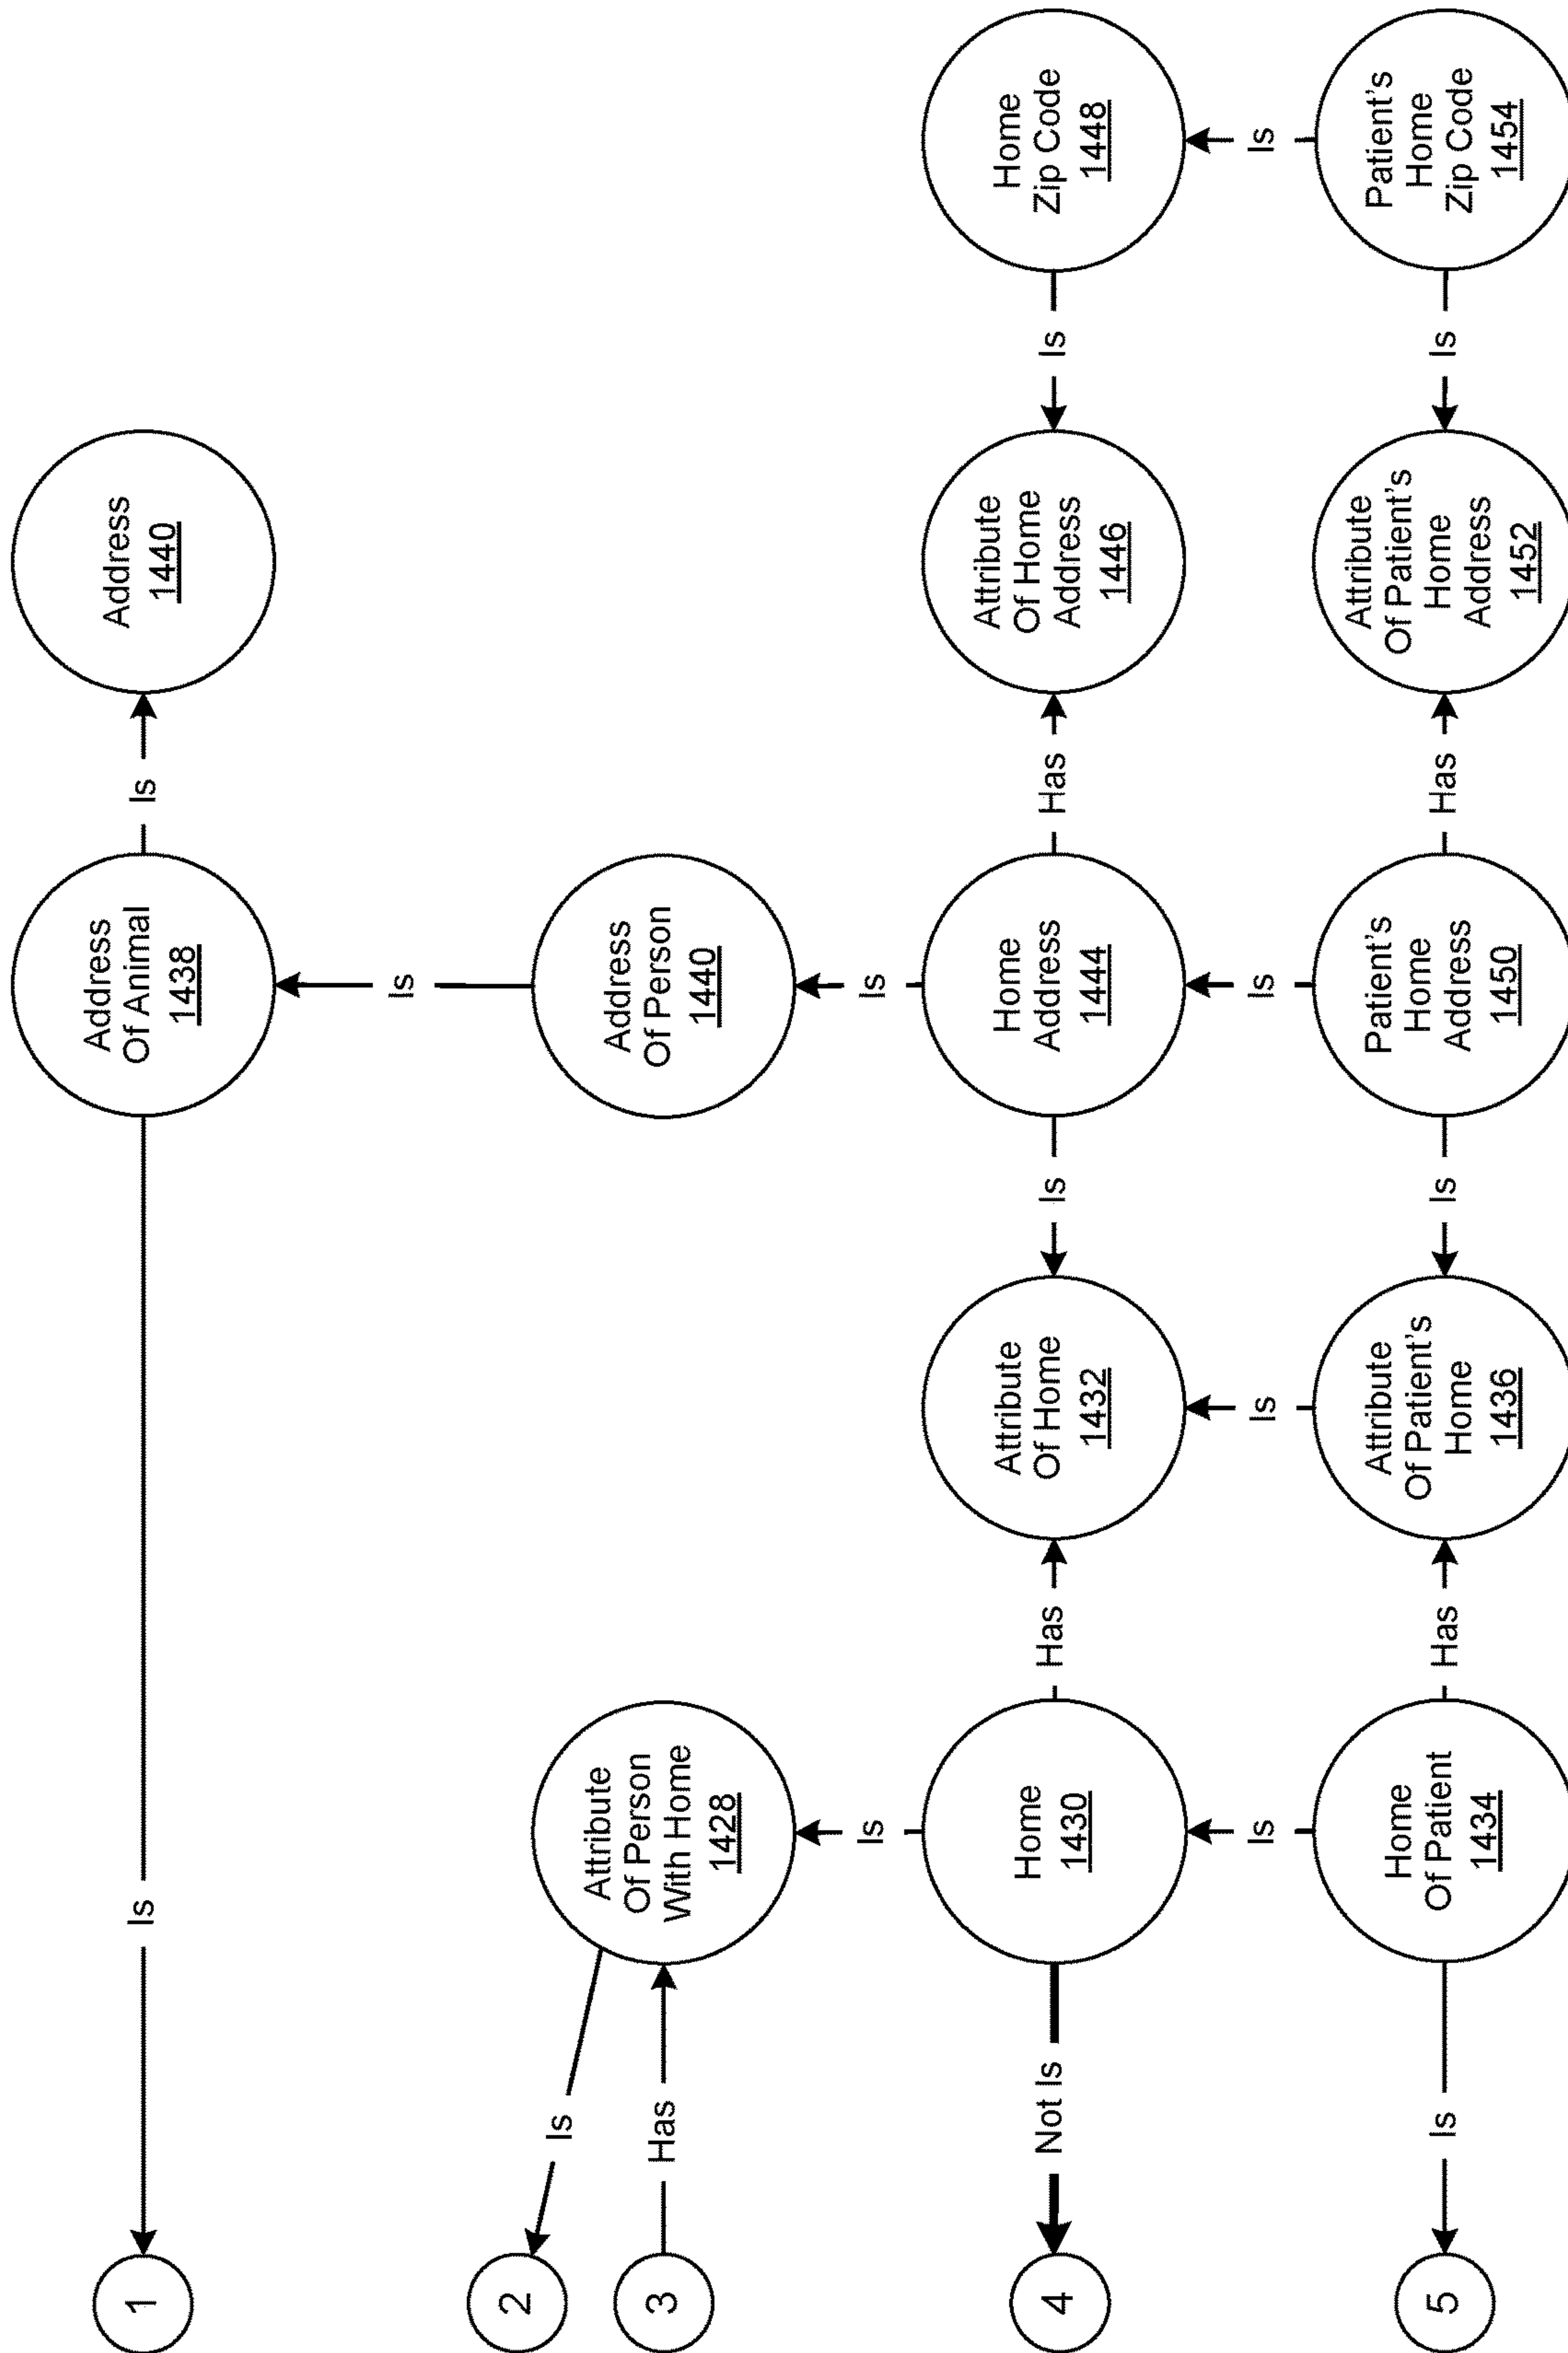 1
Is
Address
Of Animal
1438
Is
Address
1440
Is
2
Is
3
Has
Attribute
Of Person
With Home
1428
Address
Of Person
1440
Is
Is
4
Not Is
Home
1430
Has
Attribute
Of Home
1432
Is
Home
Address
1444
Has
Attribute
Of Home
Address
1446
Is
Home
Zip Code
1448
Is
Is
Is
Is
5
Is
Home
Of Patient
1434
Has
Attribute
Of Patient's
Home
1436
Is
Patient's
Home
Address
1450
Has
Attribute
Of Patient's
Home
Address
1452
Is
Patient's
Home
Zip Code
1454